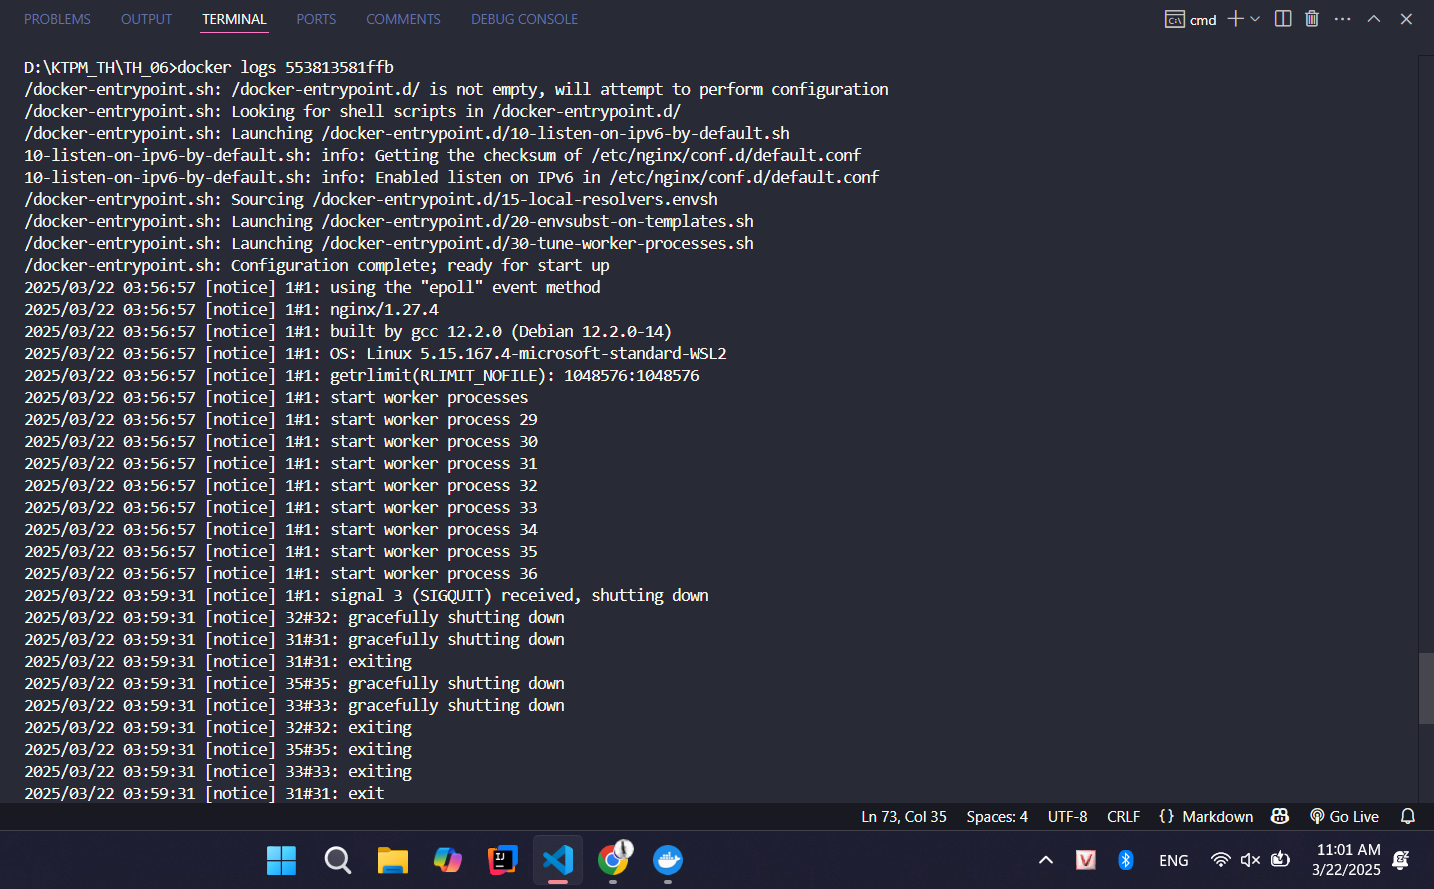 PROBLEMS OUTPUT TERMINAL PORTS COMMENTS DEBUG CONSOLE cmd
D:\KTPM_TH\TH_06>docker logs 553813581ffb
/docker-entrypoint.sh: /docker-entrypoint.d/ is not empty, will attempt to perform configuration
/docker-entrypoint.sh: Looking for shell scripts in /docker-entrypoint.d/
/docker-entrypoint.sh: Launching /docker-entrypoint.d/10-listen-on-ipv6-by-default.sh
10-listen-on-ipv6-by-default.sh: info: Getting the checksum of /etc/nginx/conf.d/default.conf
10-listen-on-ipv6-by-default.sh: info: Enabled listen on IPv6 in /etc/nginx/conf.d/default.conf
/docker-entrypoint.sh: Sourcing /docker-entrypoint.d/15-local-resolvers.envsh
/docker-entrypoint.sh: Launching /docker-entrypoint.d/20-envsubst-on-templates.sh
/docker-entrypoint.sh: Launching /docker-entrypoint.d/30-tune-worker-processes.sh
/docker-entrypoint.sh: Configuration complete; ready for start up
2025/03/22 03:56:57 [notice] 1#1: using the "epoll" event method
2025/03/22 03:56:57 [notice] 1#1: nginx/1.27.4
2025/03/22 03:56:57 [notice] 1#1: built by gcc 12.2.0 (Debian 12.2.0-14)
2025/03/22 03:56:57 [notice] 1#1: OS: Linux 5.15.167.4-microsoft-standard-WSL2
2025/03/22 03:56:57 [notice] 1#1: getrlimit(RLIMIT_NOFILE): 1048576:1048576
2025/03/22 03:56:57 [notice] 1#1: start worker processes
2025/03/22 03:56:57 [notice] 1#1: start worker process 29
2025/03/22 03:56:57 [notice] 1#1: start worker process 30
2025/03/22 03:56:57 [notice] 1#1: start worker process 31
2025/03/22 03:56:57 [notice] 1#1: start worker process 32
2025/03/22 03:56:57 [notice] 1#1: start worker process 33
2025/03/22 03:56:57 [notice] 1#1: start worker process 34
2025/03/22 03:56:57 [notice] 1#1: start worker process 35
2025/03/22 03:56:57 [notice] 1#1: start worker process 36
2025/03/22 03:59:31 [notice] 1#1: signal 3 (SIGQUIT) received, shutting down
2025/03/22 03:59:31 [notice] 32#32: gracefully shutting down
2025/03/22 03:59:31 [notice] 31#31: gracefully shutting down
2025/03/22 03:59:31 [notice] 31#31: exiting
2025/03/22 03:59:31 [notice] 35#35: gracefully shutting down
2025/03/22 03:59:31 [notice] 33#33: gracefully shutting down
2025/03/22 03:59:31 [notice] 32#32: exiting
2025/03/22 03:59:31 [notice] 35#35: exiting
2025/03/22 03:59:31 [notice] 33#33: exiting
2025/03/22 03:59:31 [notice] 31#31: exit
Ln 73, Col 35 Spaces: 4 UTF-8 CRLF {} Markdown Go Live
ENG 11:01 AM
3/22/2025